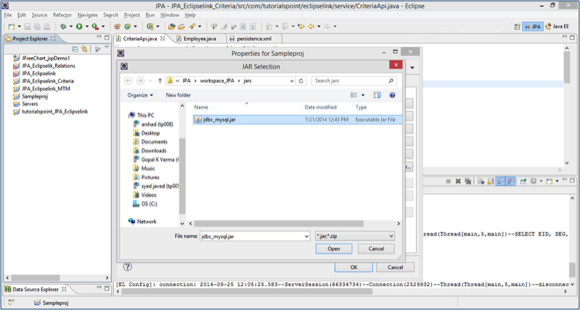 JPA - JPA_Eclipselink_Criteria/src/com/tutorialspoint/eclipselink/service/CriteriaApi.java - Eclipse
File Edit Source Refactor Navigate Search Project Run Window Help
Quick Access
JPA
Java EE
Project Explorer
CriteriaApi.java
Employee.java
persistence.xml
JFreeChart_jspDemo1
JPA_Eclipselik_Relations
JPA_Eclipselink
JPA_Eclipselink_Criteria
JPA_Eclipselink_MTM
Sampleproj
Servers
tutorialspoint_JPA_Eclipselink
Properties for Sampleproj
JAR Selection
JPA
workspace_JPA
jars
Search jars
Organize
New folder
Name
Date modified
Type
This PC
arshad (tp008)
Desktop
Documents
Downloads
Gopal K Verma (t
Music
Pictures
syed javed (tp00
Videos
OS (C:)
Network
jdbc_mysql.jar
7/21/2014 12:43 PM
Executable Jar File
File name:
jdbc_mysql.jar
*.jar;*.zip
Open
Cancel
OK
Cancel
read(Thread[main,5,main])--SELECT EID, DEG,
[EL Config]: connection: 2014-09-25 12:05:25.583--ServerSession(66334734)--Connection(2529932)--Thread(Thread[main,5,main])--disconnec
Data Source Explorer
Sampleproj